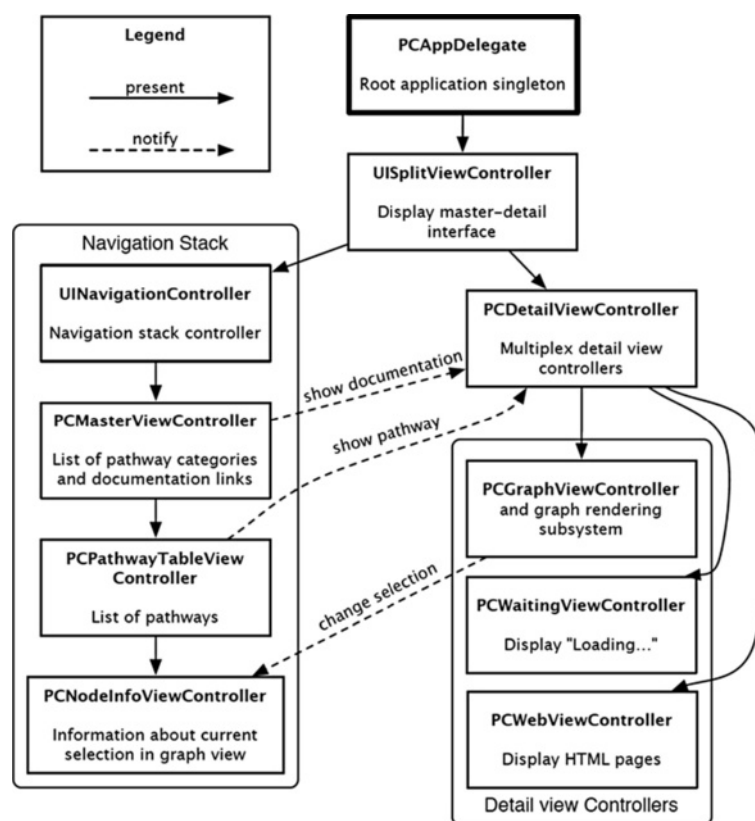 Legend
present
notify
PCAppDelegate
Root application singleton
UISplitViewController
Display master-detail
interface
Navigation Stack
UINavigationController
Navigation stack controller
PCMasterViewController
List of pathway categories
and documentation links
PCPathwayTableView
Controller
List of pathways
PCNodeInfoViewController
Information about current
selection in graph view
show documentation
show pathway
change selection
PCDetailViewController
Multiplex detail view
controllers
PCGraphViewController
and graph rendering
subsystem
PCWaitingViewController
Display "Loading..."
PCWebViewController
Display HTML pages
Detail view Controllers